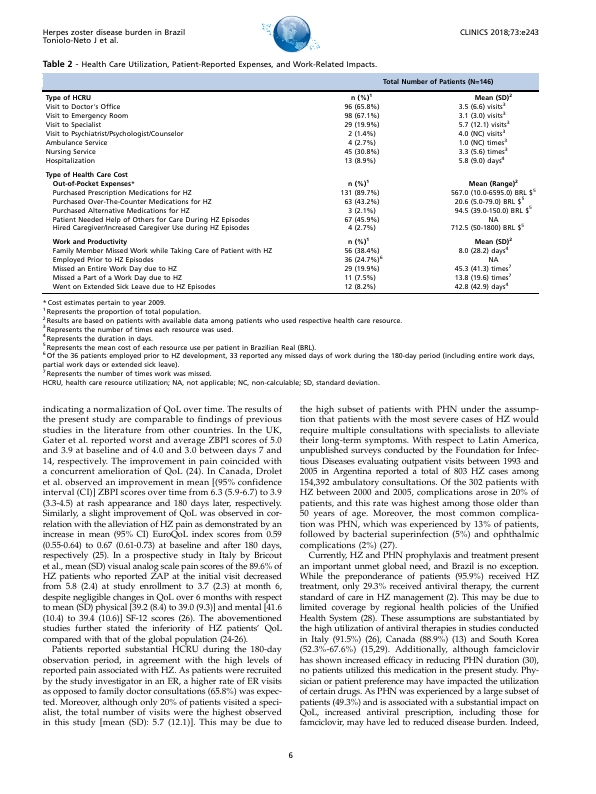 Herpes zoster disease burden in Brazil
Toniolo-Neto J et al.
CLINICS 2018;73:e243
Table 2 - Health Care Utilization, Patient-Reported Expenses, and Work-Related Impacts.
Total Number of Patients (N=146)
Type of HCRU n (%)1 Mean (SD)2
Visit to Doctor's Office 96 (65.8%) 3.5 (6.6) visits3
Visit to Emergency Room 98 (67.1%) 3.1 (3.0) visits3
Visit to Specialist 29 (19.9%) 5.7 (12.1) visits3
Visit to Psychiatrist/Psychologist/Counselor 2 (1.4%) 4.0 (NC) visits3
Ambulance Service 4 (2.7%) 1.0 (NC) times3
Nursing Service 45 (30.8%) 3.3 (5.6) times3
Hospitalization 13 (8.9%) 5.8 (9.0) days4
Type of Health Care Cost
Out-of-Pocket Expenses* n (%)1 Mean (Range)2
Purchased Prescription Medications for HZ 131 (89.7%) 567.0 (10.0-6595.0) BRL $5
Purchased Over-The-Counter Medications for HZ 63 (43.2%) 20.6 (5.0-79.0) BRL $5
Purchased Alternative Medications for HZ 3 (2.1%) 94.5 (39.0-150.0) BRL $5
Patient Needed Help of Others for Care During HZ Episodes 67 (45.9%) NA
Hired Caregiver/Increased Caregiver Use during HZ Episodes 4 (2.7%) 712.5 (50-1800) BRL $5
Work and Productivity n (%)1 Mean (SD)2
Family Member Missed Work while Taking Care of Patient with HZ 56 (38.4%) 8.0 (28.2) days4
Employed Prior to HZ Episodes 36 (24.7%)6 NA
Missed an Entire Work Day due to HZ 29 (19.9%) 45.3 (41.3) times7
Missed a Part of a Work Day due to HZ 11 (7.5%) 13.8 (19.6) times7
Went on Extended Sick Leave due to HZ Episodes 12 (8.2%) 42.8 (42.9) days4
* Cost estimates pertain to year 2009.
1 Represents the proportion of total population.
2 Results are based on patients with available data among patients who used respective health care resource.
3 Represents the number of times each resource was used.
4 Represents the duration in days.
5 Represents the mean cost of each resource use per patient in Brazilian Real (BRL).
6 Of the 36 patients employed prior to HZ development, 33 reported any missed days of work during the 180-day period (including entire work days,
partial work days or extended sick leave).
7 Represents the number of times work was missed.
HCRU, health care resource utilization; NA, not applicable; NC, non-calculable; SD, standard deviation.
indicating a normalization of QoL over time. The results of
the present study are comparable to findings of previous
studies in the literature from other countries. In the UK,
Gater et al. reported worst and average ZBPI scores of 5.0
and 3.9 at baseline and of 4.0 and 3.0 between days 7 and
14, respectively. The improvement in pain coincided with
a concurrent amelioration of QoL (24). In Canada, Drolet
et al. observed an improvement in mean [(95% confidence
interval (CI)] ZBPI scores over time from 6.3 (5.9-6.7) to 3.9
(3.3-4.5) at rash appearance and 180 days later, respectively.
Similarly, a slight improvement of QoL was observed in cor-
relation with the alleviation of HZ pain as demonstrated by an
increase in mean (95% CI) EuroQoL index scores from 0.59
(0.55-0.64) to 0.67 (0.61-0.73) at baseline and after 180 days,
respectively (25). In a prospective study in Italy by Bricout
et al., mean (SD) visual analog scale pain scores of the 89.6% of
HZ patients who reported ZAP at the initial visit decreased
from 5.8 (2.4) at study enrollment to 3.7 (2.3) at month 6,
despite negligible changes in QoL over 6 months with respect
to mean (SD) physical [39.2 (8.4) to 39.0 (9.3)] and mental [41.6
(10.4) to 39.4 (10.6)] SF-12 scores (26). The abovementioned
studies further stated the inferiority of HZ patients' QoL
compared with that of the global population (24-26).
Patients reported substantial HCRU during the 180-day
observation period, in agreement with the high levels of
reported pain associated with HZ. As patients were recruited
by the study investigator in an ER, a higher rate of ER visits
as opposed to family doctor consultations (65.8%) was expec-
ted. Moreover, although only 20% of patients visited a speci-
alist, the total number of visits were the highest observed
in this study [mean (SD): 5.7 (12.1)]. This may be due to
the high subset of patients with PHN under the assump-
tion that patients with the most severe cases of HZ would
require multiple consultations with specialists to alleviate
their long-term symptoms. With respect to Latin America,
unpublished surveys conducted by the Foundation for Infec-
tious Diseases evaluating outpatient visits between 1993 and
2005 in Argentina reported a total of 803 HZ cases among
154,392 ambulatory consultations. Of the 302 patients with
HZ between 2000 and 2005, complications arose in 20% of
patients, and this rate was highest among those older than
50 years of age. Moreover, the most common complica-
tion was PHN, which was experienced by 13% of patients,
followed by bacterial superinfection (5%) and ophthalmic
complications (2%) (27).
Currently, HZ and PHN prophylaxis and treatment present
an important unmet global need, and Brazil is no exception.
While the preponderance of patients (95.9%) received HZ
treatment, only 29.3% received antiviral therapy, the current
standard of care in HZ management (2). This may be due to
limited coverage by regional health policies of the Unified
Health System (28). These assumptions are substantiated by
the high utilization of antiviral therapies in studies conducted
in Italy (91.5%) (26), Canada (88.9%) (13) and South Korea
(52.3%-67.6%) (15,29). Additionally, although famciclovir
has shown increased efficacy in reducing PHN duration (30),
no patients utilized this medication in the present study. Phy-
sician or patient preference may have impacted the utilization
of certain drugs. As PHN was experienced by a large subset of
patients (49.3%) and is associated with a substantial impact on
QoL, increased antiviral prescription, including those for
famciclovir, may have led to reduced disease burden. Indeed,
6